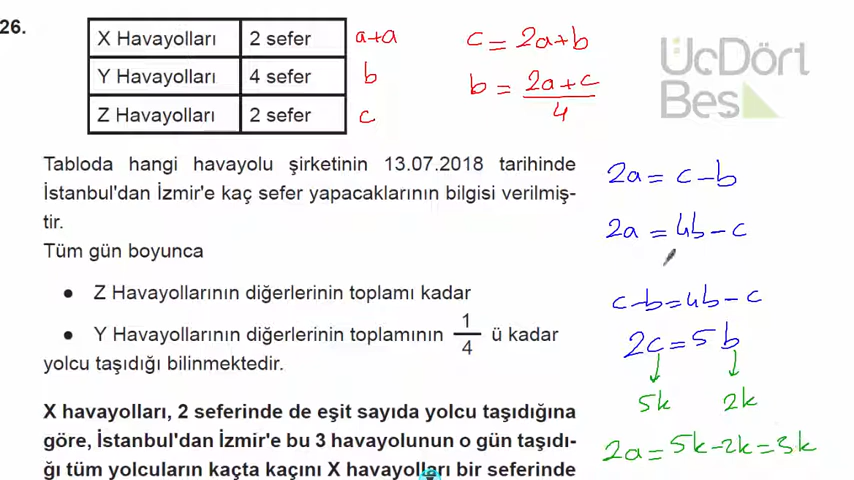 26.
X Havayolları 2 sefer a+a
Y Havayolları 4 sefer b
Z Havayolları 2 sefer c
c = 2a+b
b = 2a+c / 4
ÜçDört
Beş
Tabloda hangi havayolu şirketinin 13.07.2018 tarihinde
İstanbul'dan İzmir'e kaç sefer yapacaklarının bilgisi verilmiş-
tir.
Tüm gün boyunca
● Z Havayollarının diğerlerinin toplamı kadar
● Y Havayollarının diğerlerinin toplamının 1/4 ü kadar
yolcu taşıdığı bilinmektedir.
X havayolları, 2 seferinde de eşit sayıda yolcu taşıdığına
göre, İstanbul'dan İzmir'e bu 3 havayolunun o gün taşıdı-
ğı tüm yolcuların kaçta kaçını X havayolları bir seferinde
2a = c-b
2a = 4b-c
c-b=4b-c
2c=5b
5k 2k
2a=5k-2k=3k